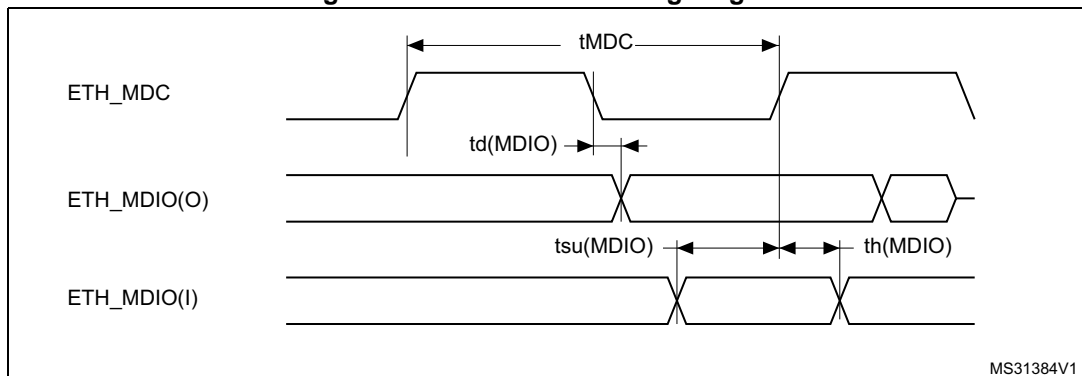 tMDC
ETH_MDC
td(MDIO)
ETH_MDIO(O)
tsu(MDIO) th(MDIO)
ETH_MDIO(I)
MS31384V1